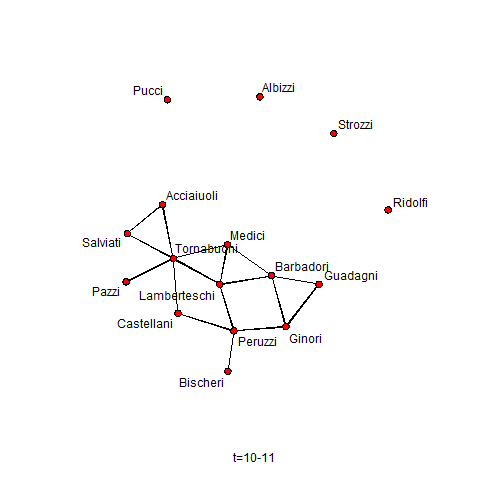 Pucci
Albizzi
Strozzi
Acciaiuoli
Ridolfi
Salviati
Medici
Tornabuoni
Barbadori
Guadagni
Pazzi
Lamberteschi
Castellani
Peruzzi
Ginori
Bischeri
t=10-11